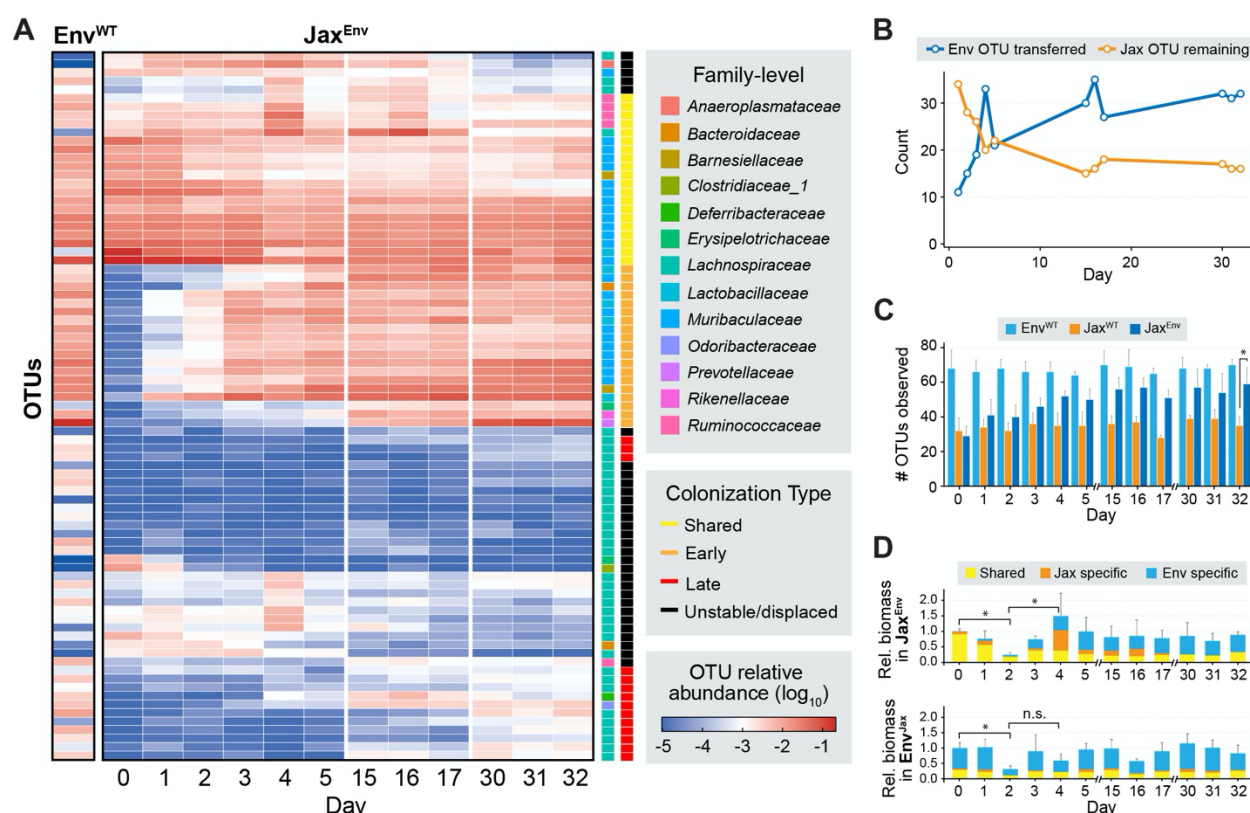 A
Env^WT
Jax^Env
OTUs
0 1 2 3 4 5 15 16 17 30 31 32
Day
Family-level
Anaeroplasmataceae
Bacteroidaceae
Barnesiellaceae
Clostridiaceae_1
Deferribacteraceae
Erysipelotrichaceae
Lachnospiraceae
Lactobacillaceae
Muribaculaceae
Odoribacteraceae
Prevotellaceae
Rikenellaceae
Ruminococcaceae
Colonization Type
Shared
Early
Late
Unstable/displaced
OTU relative
abundance (log10)
-5 -4 -3 -2 -1
B
Env OTU transferred Jax OTU remaining
Count
30
20
10
0
0 10 20 30
Day
C
Env^WT Jax^WT Jax^Env
# OTUs observed
80
60
40
20
0
*
0 1 2 3 4 5 15 16 17 30 31 32
Day
D
Shared Jax specific Env specific
Rel. biomass
in Jax^Env
2.0
1.5
1.0
0.5
0.0
* *
0 1 2 3 4 5 15 16 17 30 31 32
Rel. biomass
in Env^Jax
2.0
1.5
1.0
0.5
0.0
* n.s.
0 1 2 3 4 5 15 16 17 30 31 32
Day